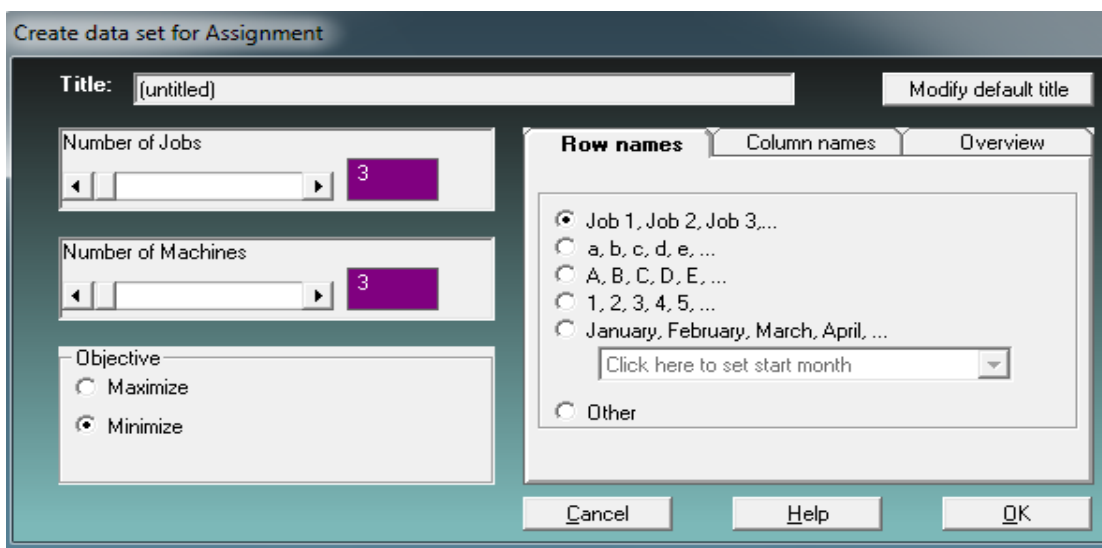 Create data set for Assignment
Title: (untitled)
Modify default title
Number of Jobs
3
Number of Machines
3
Objective
Maximize
Minimize
Row names Column names Overview
Job 1, Job 2, Job 3,...
a, b, c, d, e, ...
A, B, C, D, E, ...
1, 2, 3, 4, 5, ...
January, February, March, April, ...
Click here to set start month
Other
Cancel Help OK